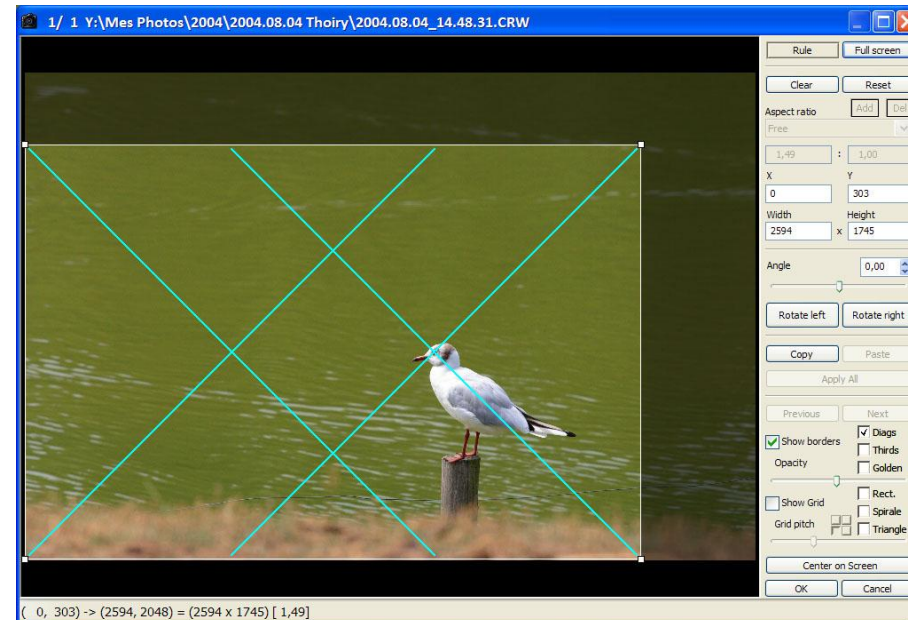 1/ 1 Y:\Mes Photos\2004\2004.08.04 Thoiry\2004.08.04_14.48.31.CRW
Rule Full screen
Clear Reset
Aspect ratio Add Del
Free
1,49 : 1,00
X Y
0 303
Width Height
2594 x 1745
Angle 0,00
Rotate left Rotate right
Copy Paste
Apply All
Previous Next
Show borders Diags
Thirds
Opacity Golden
Show Grid Rect.
Spirale
Grid pitch Triangle
Center on Screen
OK Cancel
( 0, 303) -> (2594, 2048) = (2594 x 1745) [ 1,49]